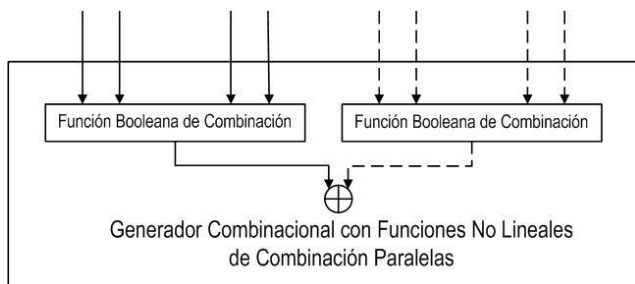 Función Booleana de Combinación
Función Booleana de Combinación
Generador Combinacional con Funciones No Lineales
de Combinación Paralelas